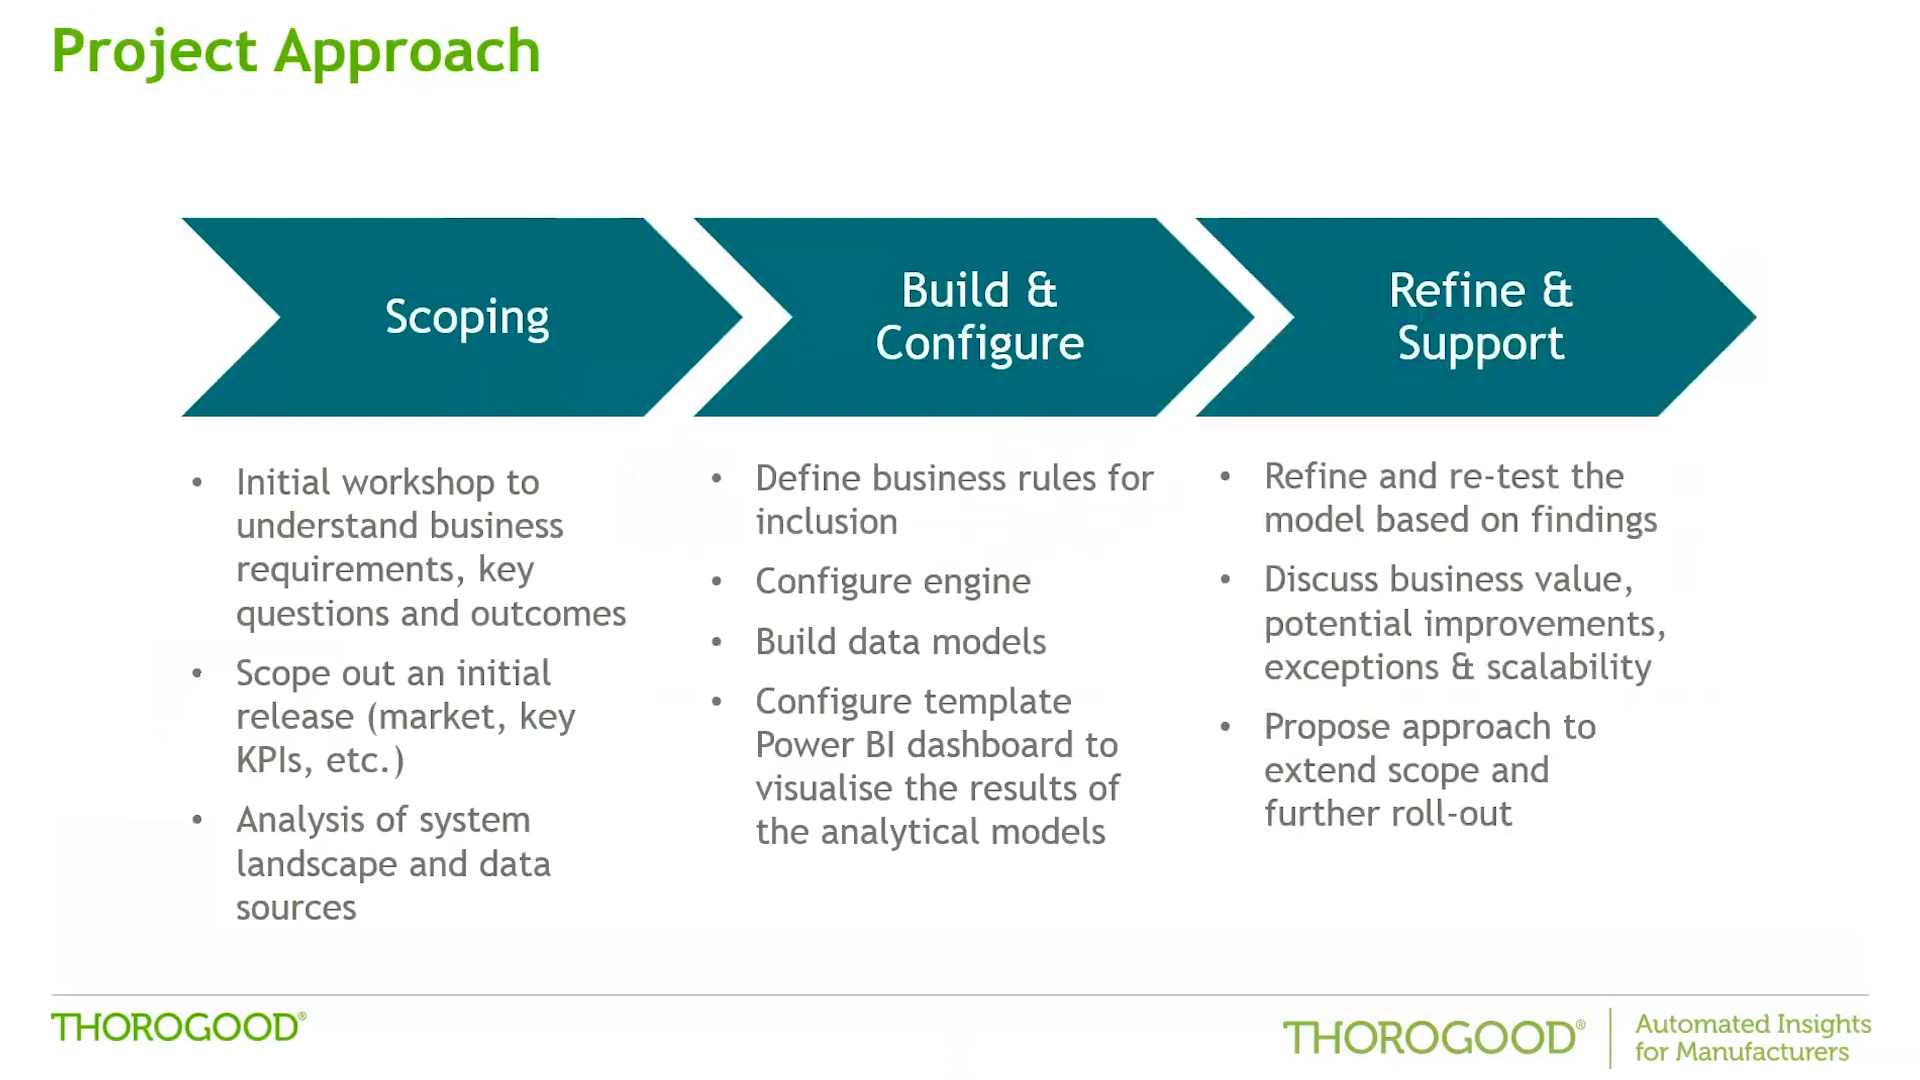 Project Approach
Scoping
Build &
Configure
Refine &
Support
• Initial workshop to
understand business
requirements, key
questions and outcomes
• Scope out an initial
release (market, key
KPIs, etc.)
• Analysis of system
landscape and data
sources
• Define business rules for
inclusion
• Configure engine
• Build data models
• Configure template
Power BI dashboard to
visualise the results of
the analytical models
• Refine and re-test the
model based on findings
• Discuss business value,
potential improvements,
exceptions & scalability
• Propose approach to
extend scope and
further roll-out
THOROGOOD®
THOROGOOD®
Automated Insights
for Manufacturers